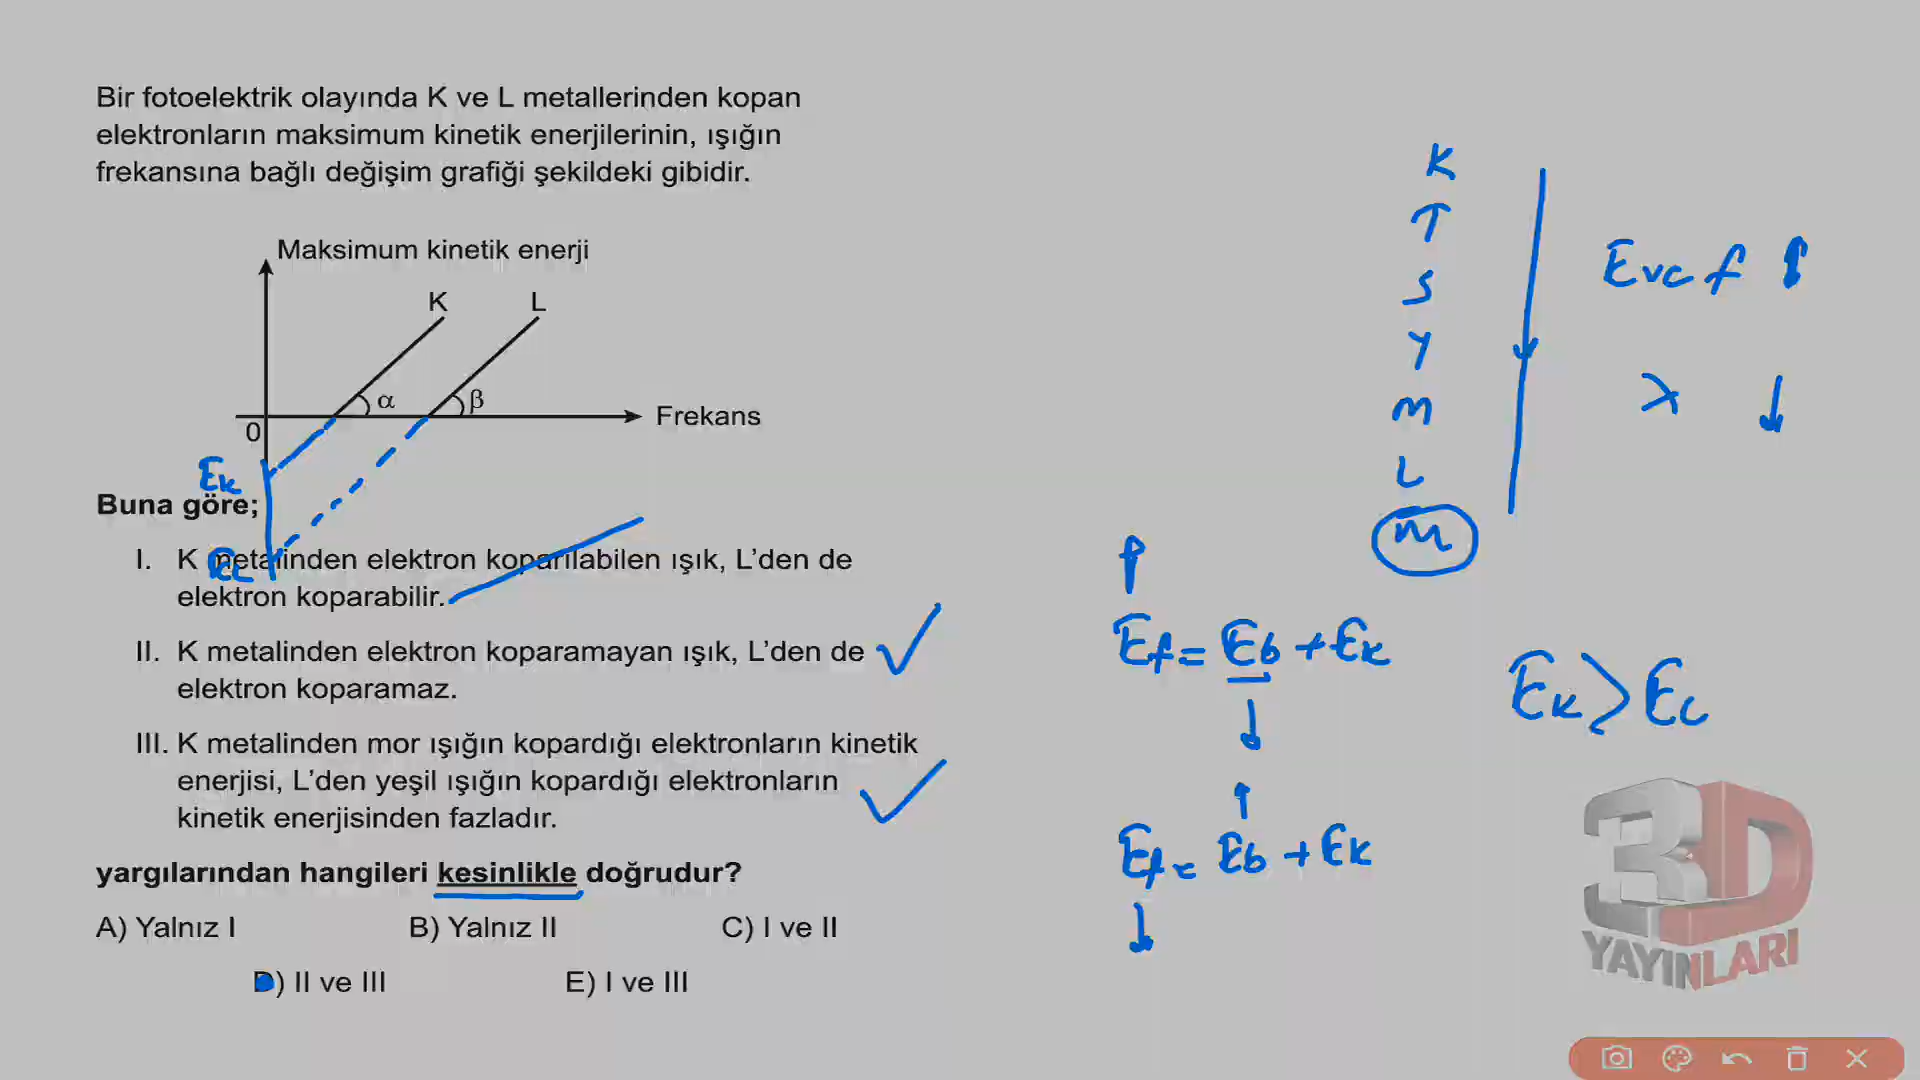 Bir fotoelektrik olayında K ve L metallerinden kopan
elektronların maksimum kinetik enerjilerinin, ışığın
frekansına bağlı değişim grafiği şekildeki gibidir.
Maksimum kinetik enerji
K
L
α
β
Frekans
0
Ek
EL
Buna göre;
I. K metalinden elektron koparılabilen ışık, L’den de
elektron koparabilir.
II. K metalinden elektron koparamayan ışık, L’den de
elektron koparamaz.
III. K metalinden mor ışığın kopardığı elektronların kinetik
enerjisi, L’den yeşil ışığın kopardığı elektronların
kinetik enerjisinden fazladır.
yargılarından hangileri kesinlikle doğrudur?
A) Yalnız I B) Yalnız II C) I ve II
D) II ve III E) I ve III
K
T
S
Y
M
L
M
E ve f ↑
λ ↓
Ef = Eb + Ek
Ek > EL
Ef = Eb + Ek
3D
YAYINLARI